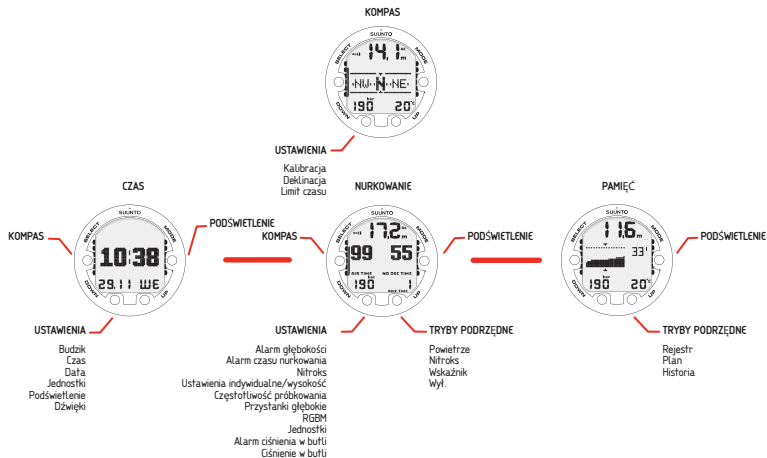 KOMPAS
SUUNTO
SELECT
MODE
DOWN
UP
14,1 m
NW N NE
bar
190 20°C
USTAWIENIA
Kalibracja
Deklinacja
Limit czasu
CZAS
KOMPAS
PODŚWIETLENIE
SUUNTO
SELECT
MODE
DOWN
UP
10:38
29.11 WE
USTAWIENIA
Budzik
Czas
Data
Jednostki
Podświetlenie
Dźwięki
NURKOWANIE
KOMPAS
PODŚWIETLENIE
SUUNTO
SELECT
MODE
DOWN
UP
17,2 m
99 55
AIR TIME NO DEC TIME
bar
190 1
DIVE TIME
USTAWIENIA
Alarm głębokości
Alarm czasu nurkowania
Nitroks
Ustawienia indywidualne/wysokość
Częstotliwość próbkowania
Przystanki głębokie
RGBM
Jednostki
Alarm ciśnienia w butli
Ciśnienie w butli
TRYBY PODRZĘDNE
Powietrze
Nitroks
Wskaźnik
Wył.
PAMIĘĆ
PODŚWIETLENIE
SUUNTO
SELECT
MODE
DOWN
UP
11,6 m
33'
bar
190 20°C
TRYBY PODRZĘDNE
Rejestr
Plan
Historia